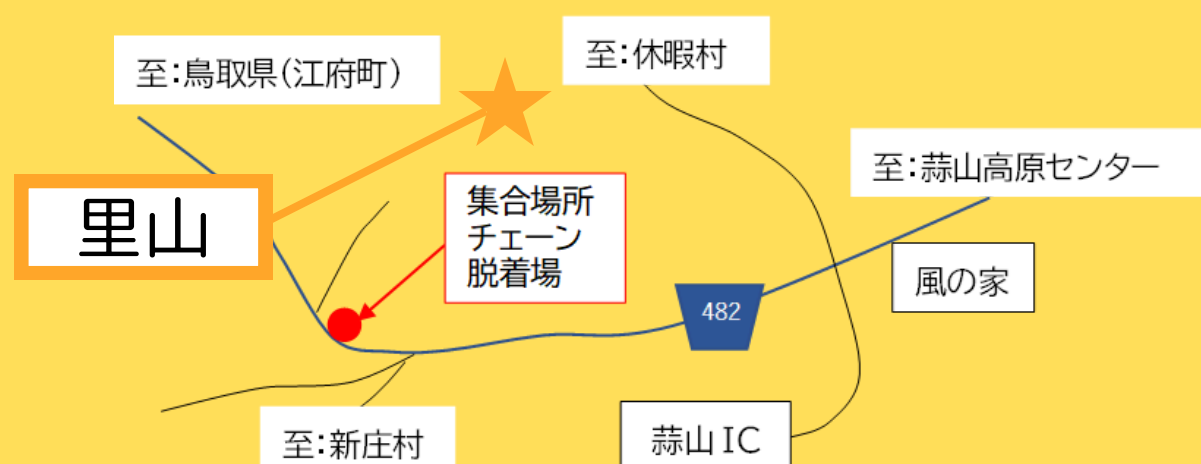 至:鳥取県(江府町)
至:休暇村
至:蒜山高原センター
里山
集合場所
チェーン
脱着場
風の家
482
至:新庄村
蒜山IC